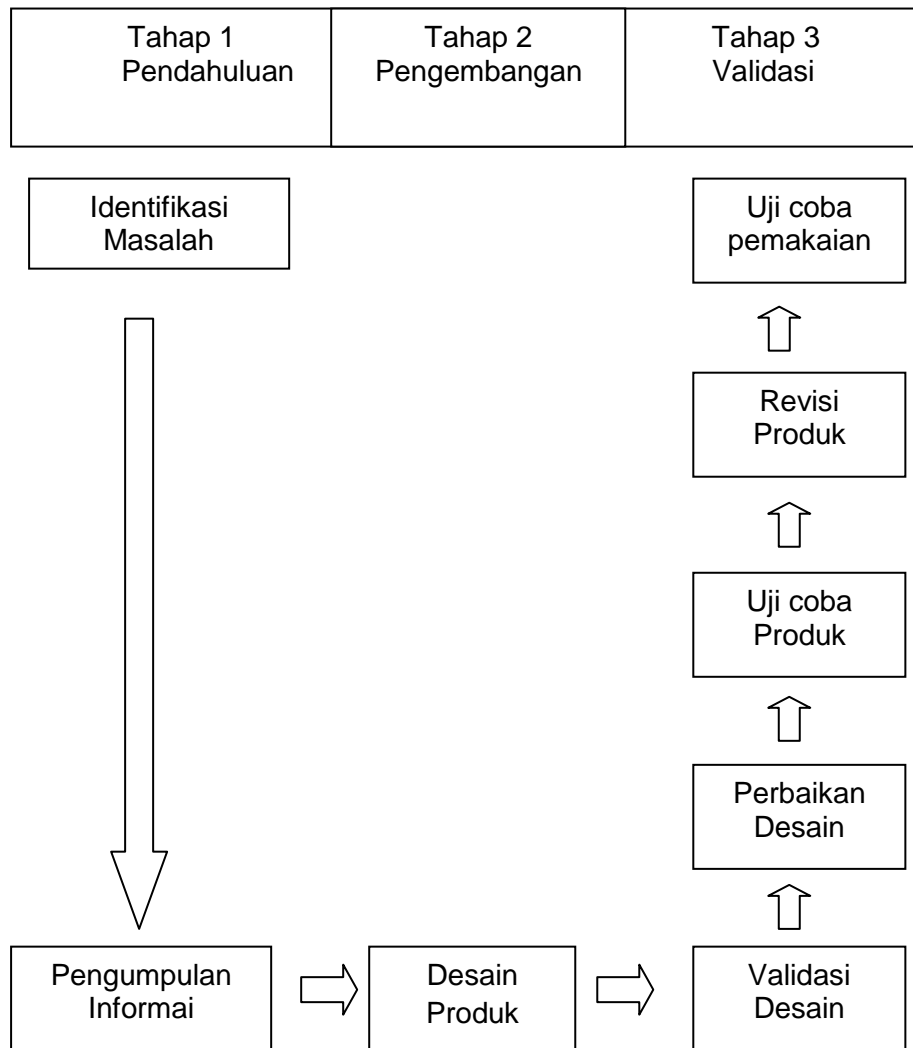 Tahap 1
Pendahuluan
Tahap 2
Pengembangan
Tahap 3
Validasi
Identifikasi
Masalah
Uji coba
pemakaian
Revisi
Produk
Uji coba
Produk
Perbaikan
Desain
Pengumpulan
Informai
Desain
Produk
Validasi
Desain